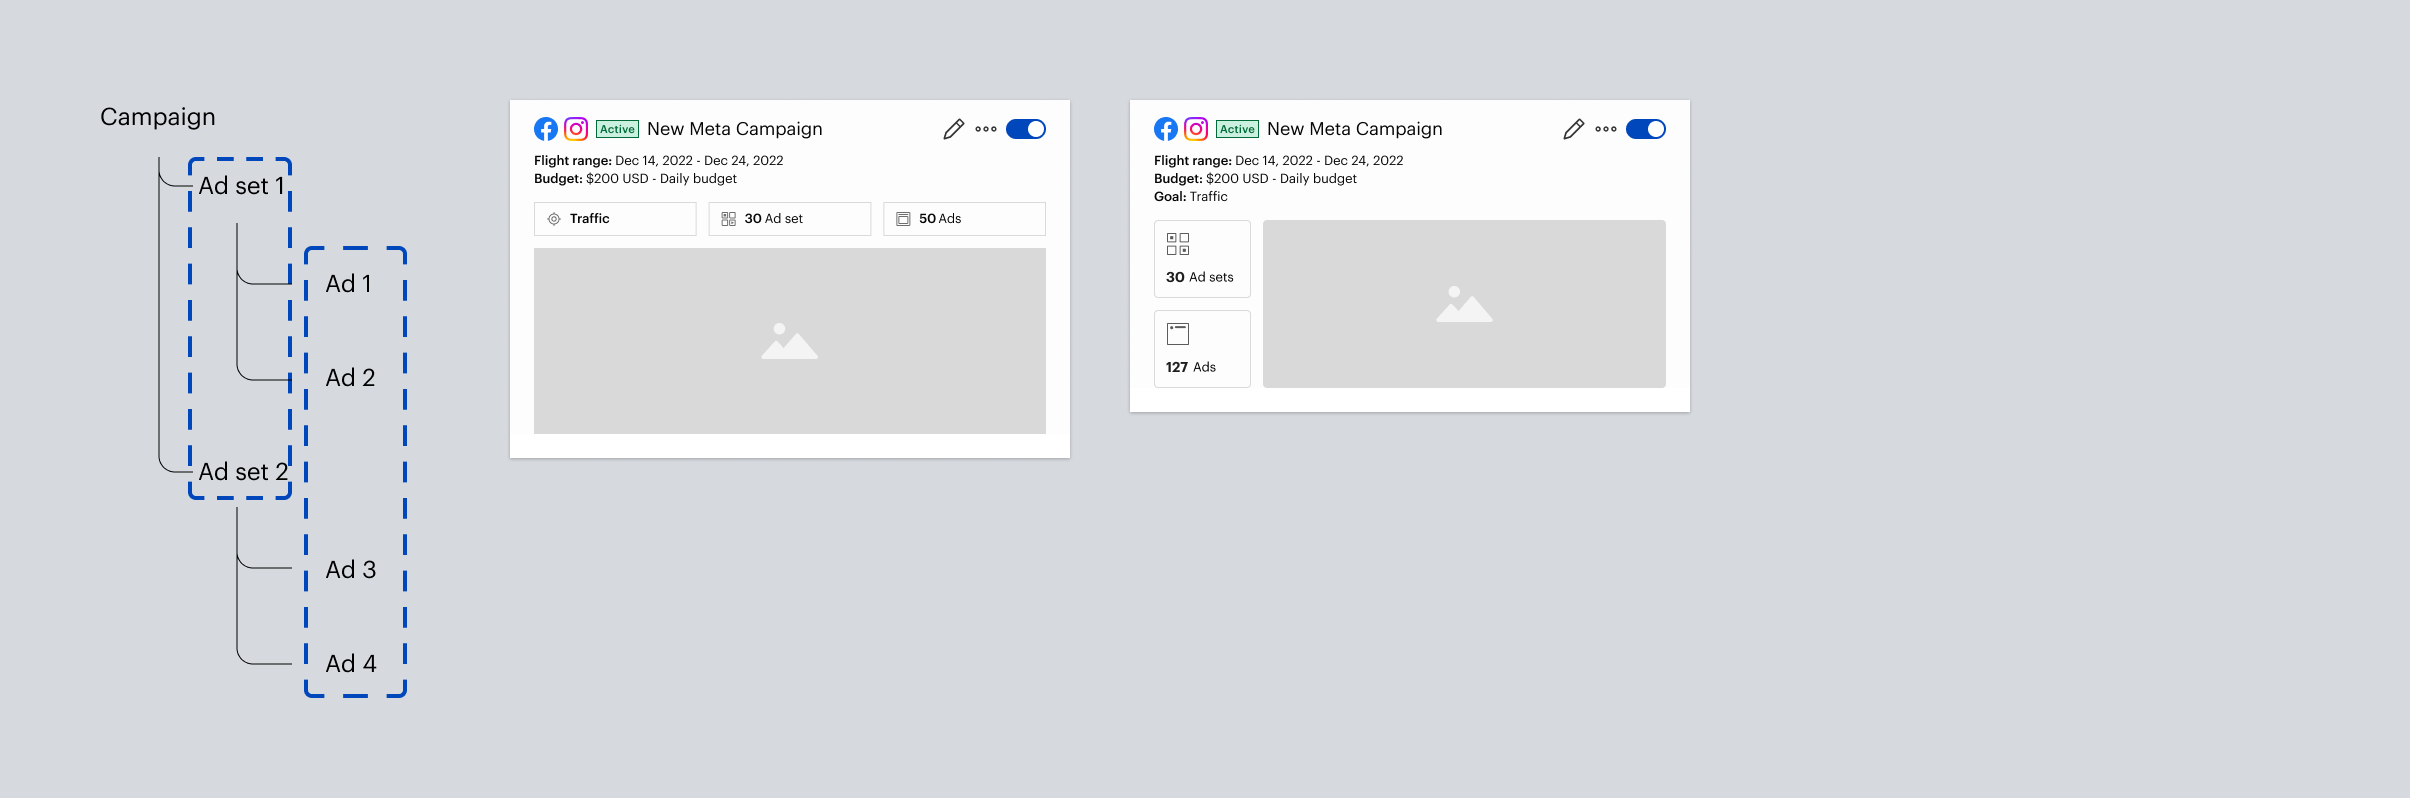 Campaign
Ad set 1
Ad 1
Ad 2
Ad set 2
Ad 3
Ad 4
Active New Meta Campaign
Flight range: Dec 14, 2022 - Dec 24, 2022
Budget: $200 USD - Daily budget
Traffic
30 Ad set
50 Ads
Active New Meta Campaign
Flight range: Dec 14, 2022 - Dec 24, 2022
Budget: $200 USD - Daily budget
Goal: Traffic
30 Ad sets
127 Ads